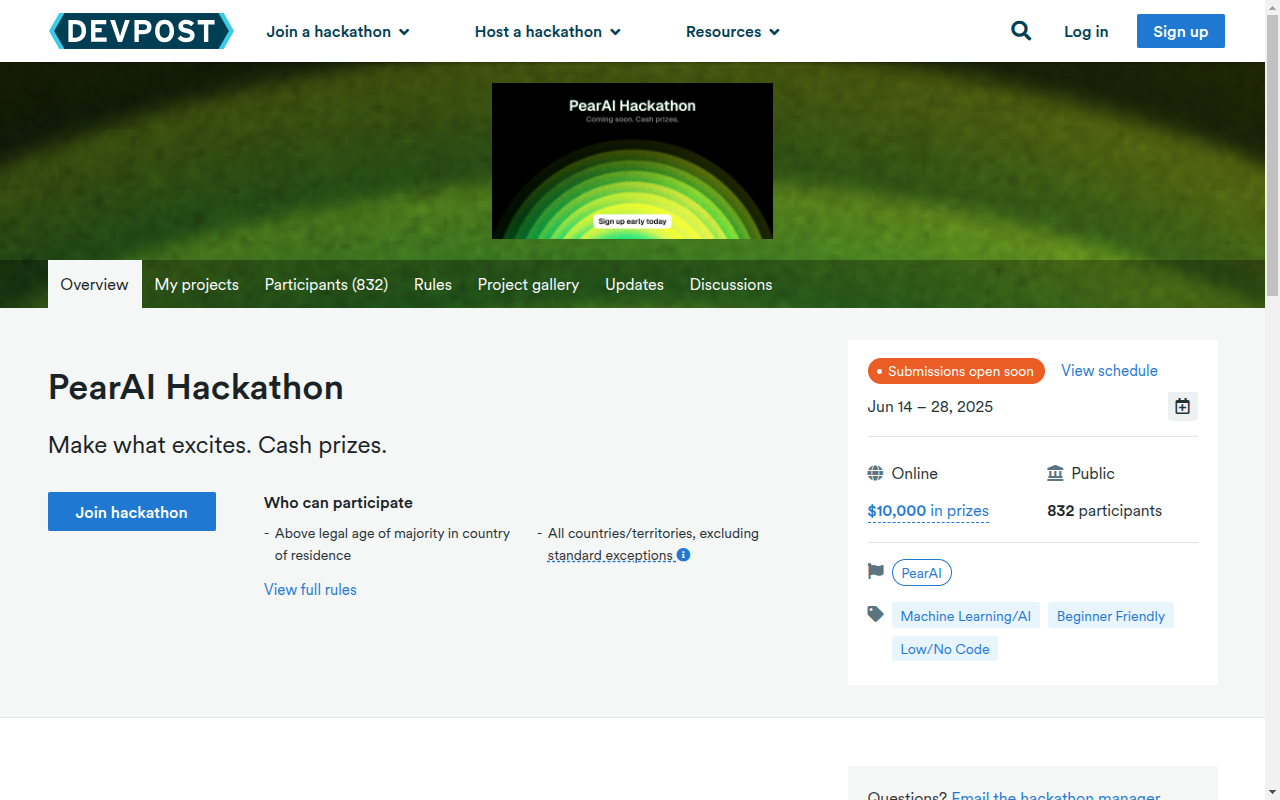 DEVPOST
Join a hackathon
Host a hackathon
Resources
Log in
Sign up
PearAI Hackathon
Coming soon. Cash prizes.
Sign up early today
Overview
My projects
Participants (832)
Rules
Project gallery
Updates
Discussions
PearAI Hackathon
Make what excites. Cash prizes.
Join hackathon
Who can participate
- Above legal age of majority in country
of residence
- All countries/territories, excluding
standard exceptions
View full rules
Submissions open soon
View schedule
Jun 14 – 28, 2025
Online
Public
$10,000 in prizes
832 participants
PearAI
Machine Learning/AI
Beginner Friendly
Low/No Code
Questions? Email the hackathon manager